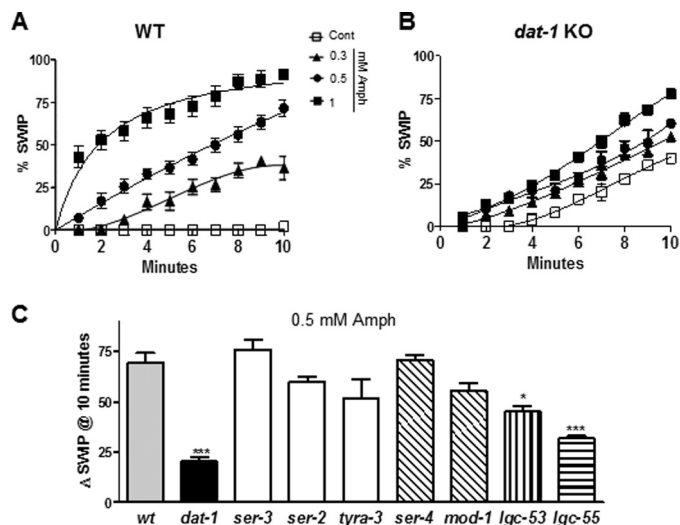 A
WT
Cont
0.3
0.5
1
mM Amph
% SWIP
100
75
50
25
0
0 2 4 6 8 10
Minutes
B
dat-1 KO
% SWIP
100
75
50
25
0
0 2 4 6 8 10
Minutes
C
0.5 mM Amph
Δ SWIP @ 10 minutes
75
50
25
0
***
*
***
wt dat-1 ser-3 ser-2 tyra-3 ser-4 mod-1 lgc-53 lgc-55